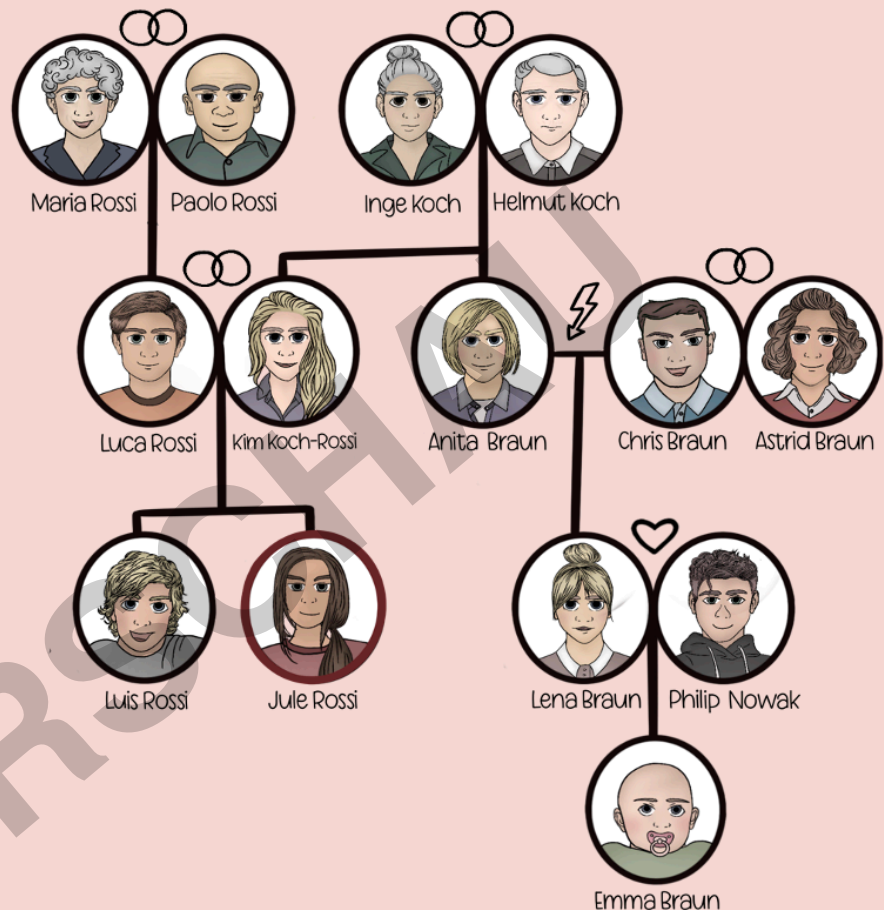 Maria Rossi Paolo Rossi Inge Koch Helmut Koch
Luca Rossi Kim Koch-Rossi Anita Braun Chris Braun Astrid Braun
Luis Rossi Jule Rossi Lena Braun Philip Nowak
Emma Braun
RSCHAU